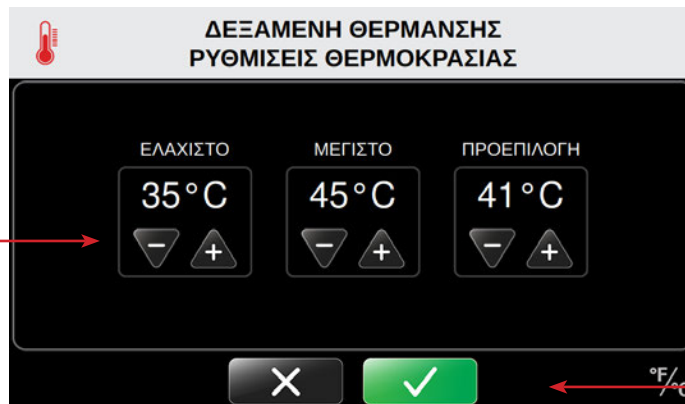 ΔΕΞΑΜΕΝΗ ΘΕΡΜΑΝΣΗΣ
ΡΥΘΜΙΣΕΙΣ ΘΕΡΜΟΚΡΑΣΙΑΣ
ΕΛΑΧΙΣΤΟ ΜΕΓΙΣΤΟ ΠΡΟΕΠΙΛΟΓΗ
35°C 45°C 41°C
− + − + − +
°F/°C